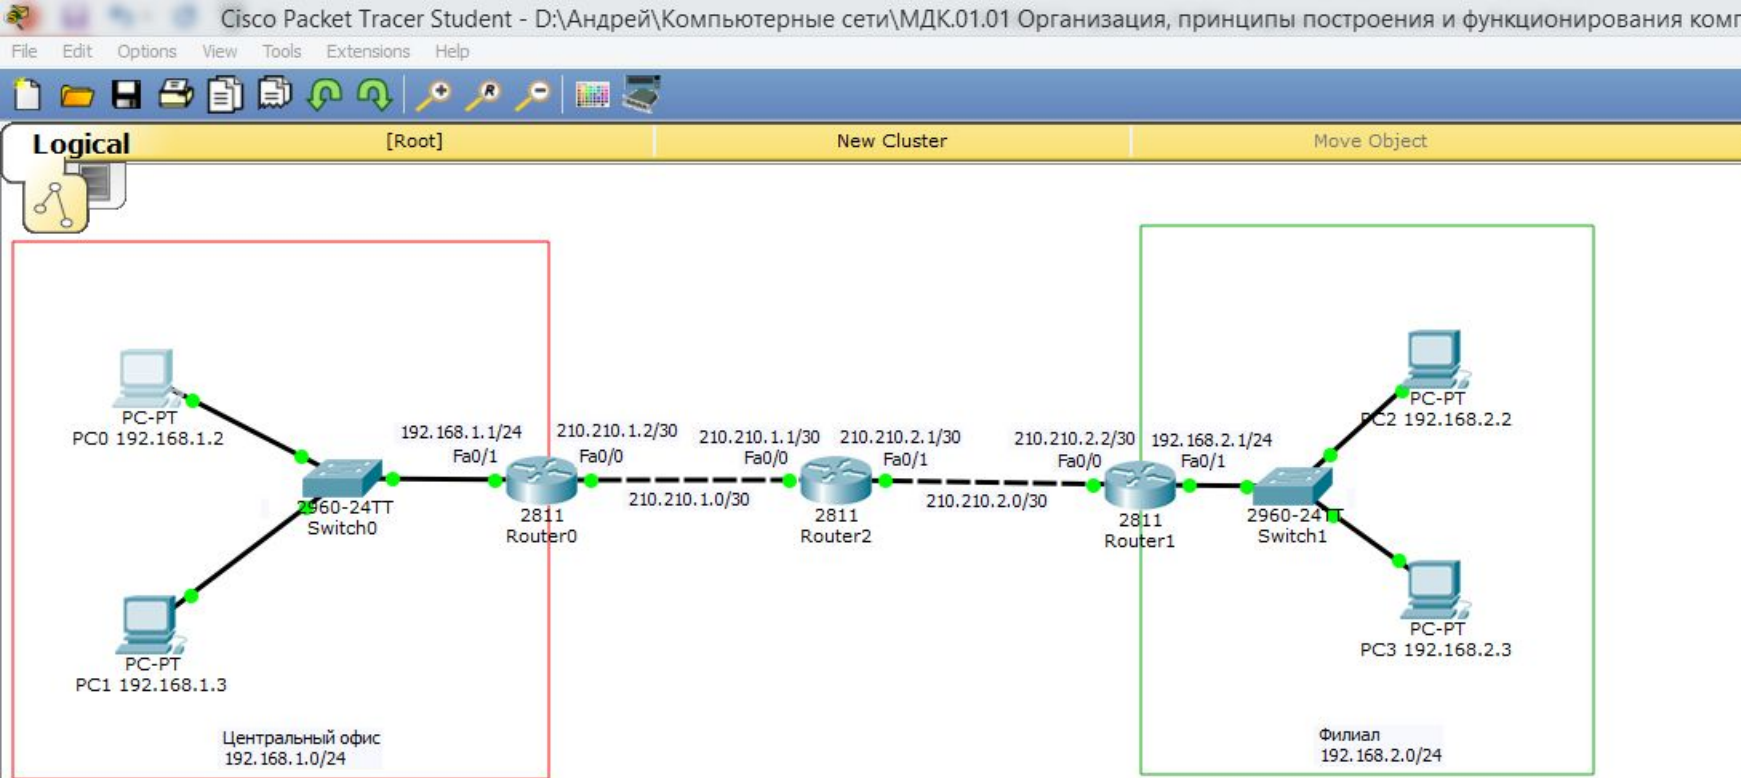 Cisco Packet Tracer Student - D:\Андрей\Компьютерные сети\МДК.01.01 Организация, принципы построения и функционирования комп
File Edit Options View Tools Extensions Help
Logical [Root] New Cluster Move Object
PC-PT
PC0 192.168.1.2
PC-PT
PC1 192.168.1.3
2960-24TT
Switch0
192.168.1.1/24
Fa0/1
210.210.1.2/30
Fa0/0
2811
Router0
210.210.1.0/30
210.210.1.1/30
Fa0/0
210.210.2.1/30
Fa0/1
2811
Router2
210.210.2.0/30
210.210.2.2/30
Fa0/0
192.168.2.1/24
Fa0/1
2811
Router1
2960-24TT
Switch1
PC-PT
PC2 192.168.2.2
PC-PT
PC3 192.168.2.3
Центральный офис
192.168.1.0/24
Филиал
192.168.2.0/24